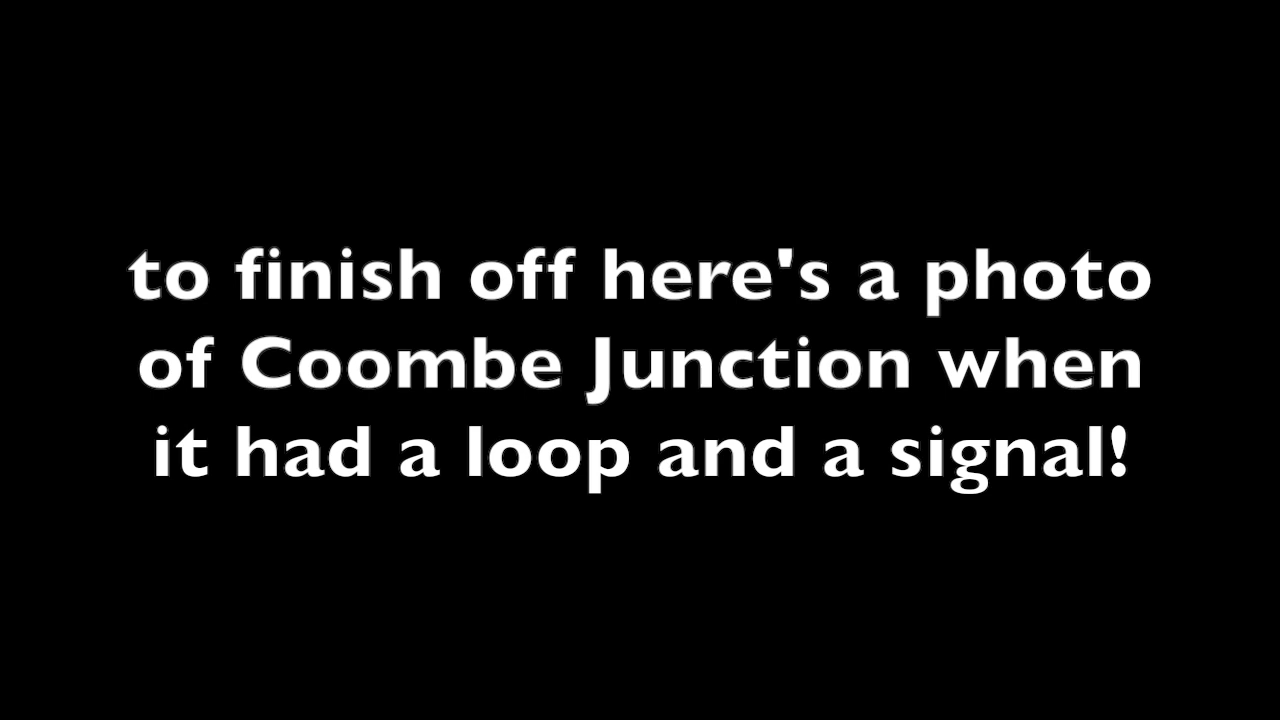 to finish off here's a photo
of Coombe Junction when
it had a loop and a signal!